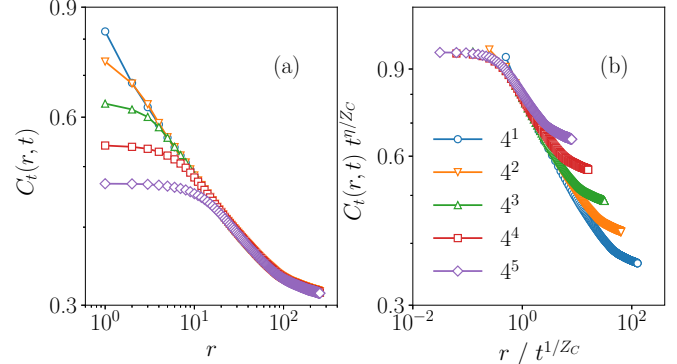 0.9
0.6
0.3
C_t(r, t)
(a)
10^0
10^1
10^2
r
0.9
0.6
0.3
C_t(r, t) t^{η/Z_C}
(b)
4^1
4^2
4^3
4^4
4^5
10^{-2}
10^0
10^2
r / t^{1/Z_C}